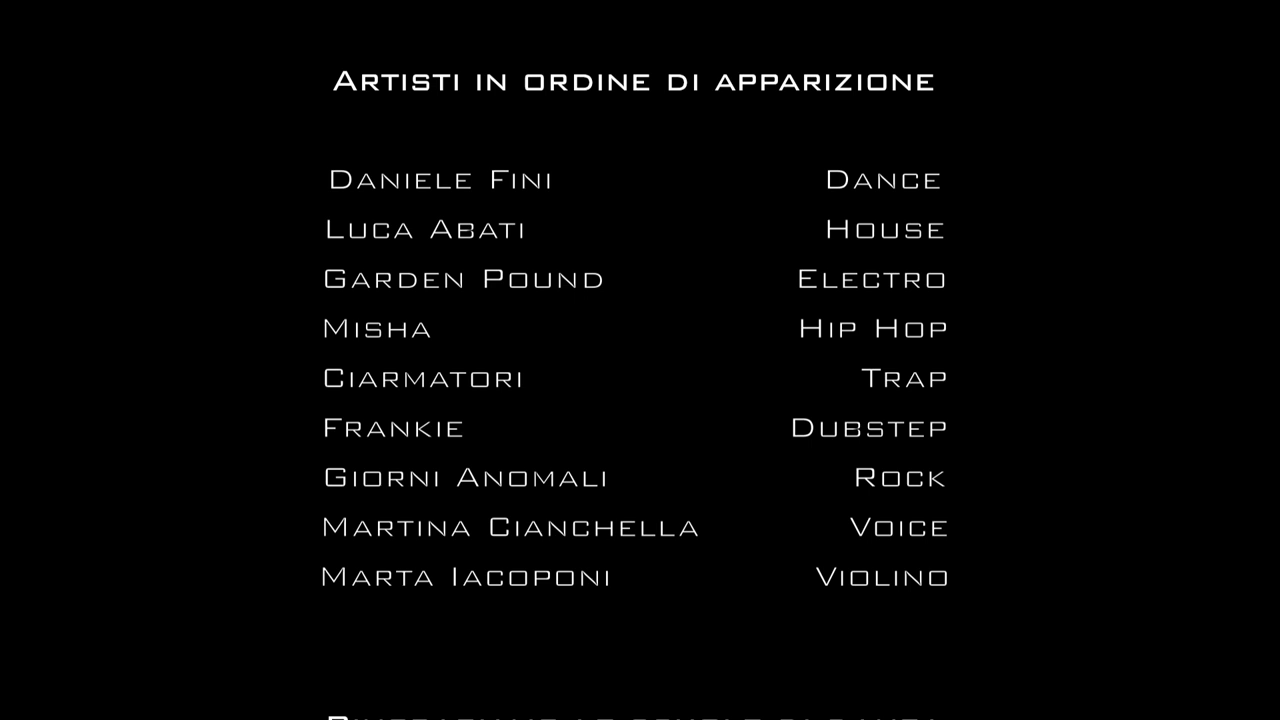 Artisti in ordine di apparizione
Daniele Fini Dance
Luca Abati House
Garden Pound Electro
Misha Hip Hop
Ciarmatori Trap
Frankie Dubstep
Giorni Anomali Rock
Martina Cianchella Voice
Marta Iacoponi Violino